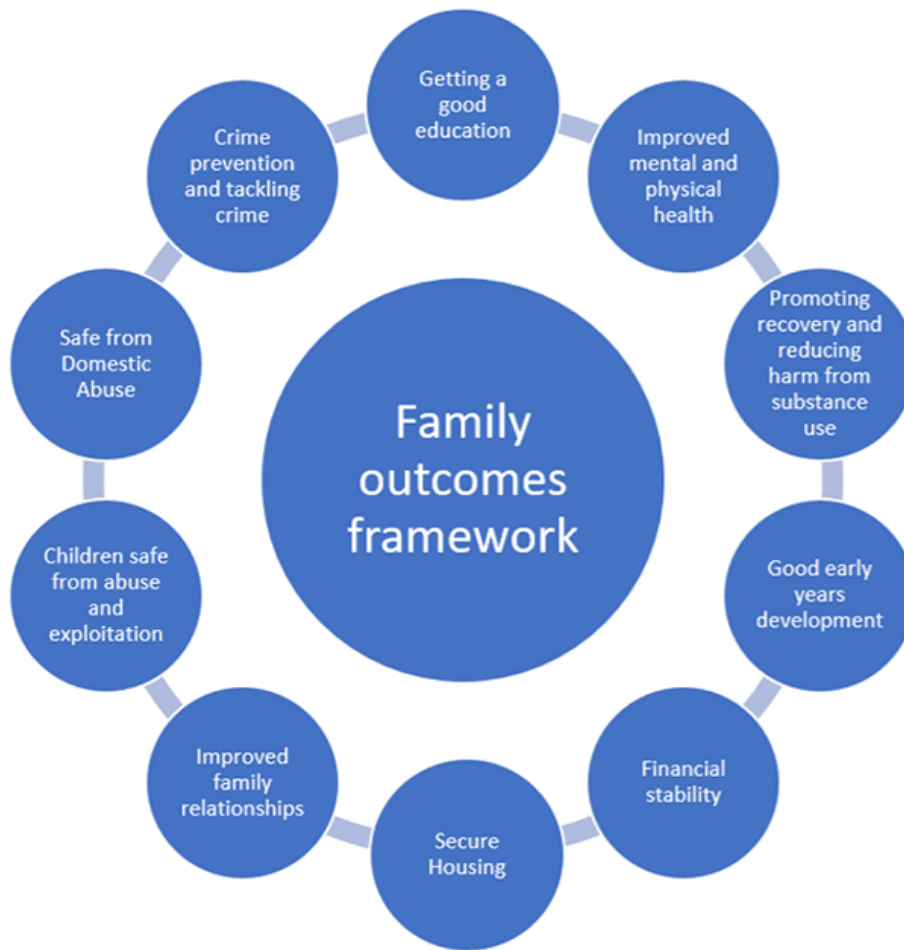 Getting a
good
education
Improved
mental and
physical
health
Promoting
recovery and
reducing
harm from
substance
use
Good early
years
development
Financial
stability
Secure
Housing
Improved
family
relationships
Children safe
from abuse
and
exploitation
Safe from
Domestic
Abuse
Crime
prevention
and tackling
crime
Family
outcomes
framework